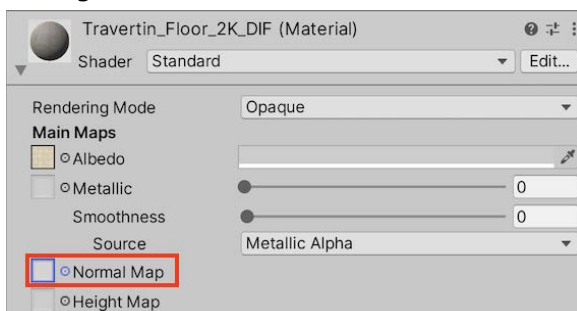 Travertin_Floor_2K_DIF (Material)
Shader Standard Edit...
Rendering Mode Opaque
Main Maps
Albedo
Metallic 0
Smoothness 0
Source Metallic Alpha
Normal Map
Height Map